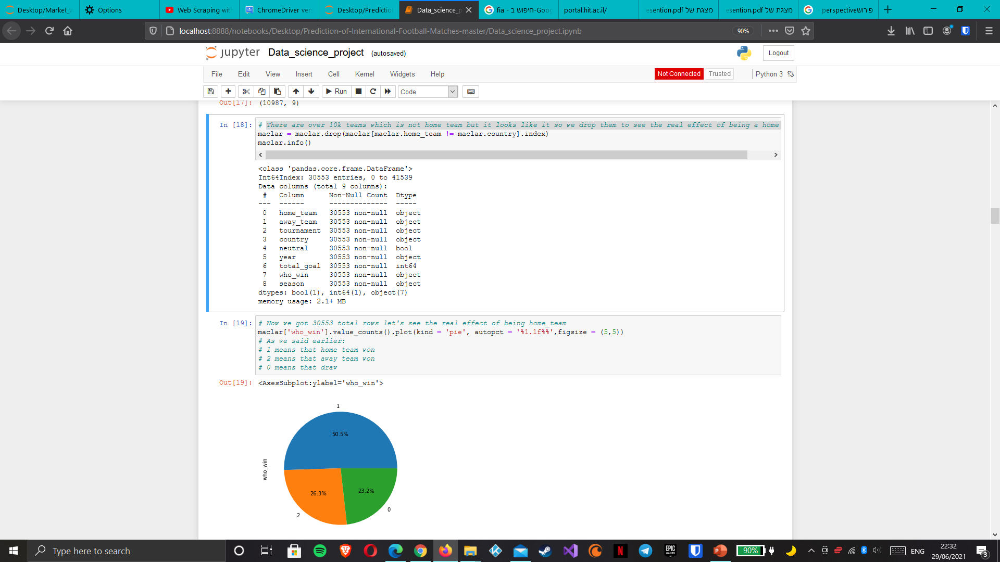 Desktop/Market_
Options
Web Scraping with
ChromeDriver ver
Desktop/Predictio
Data_science_p
fia - חיפוש ב-Goo
portal.hit.ac.il/
מצגת של esention.pdf
מצגת של esention.pdf
פירוש perspective -
localhost:8888/notebooks/Desktop/Prediction-of-International-Football-Matches-master/Data_science_project.ipynb
90%
jupyter Data_science_project (autosaved)
Logout
File Edit View Insert Cell Kernel Widgets Help
Not Connected Trusted Python 3
Run Code
Out[17]: (10987, 9)
In [18]: # There are over 10k teams which is not home team but it looks like it so we drop them to see the real effect of being a home
maclar = maclar.drop(maclar[maclar.home_team != maclar.country].index)
maclar.info()
<class 'pandas.core.frame.DataFrame'>
Int64Index: 30553 entries, 0 to 41539
Data columns (total 9 columns):
# Column Non-Null Count Dtype
--- ------ -------------- -----
0 home_team 30553 non-null object
1 away_team 30553 non-null object
2 tournament 30553 non-null object
3 country 30553 non-null object
4 neutral 30553 non-null bool
5 year 30553 non-null object
6 total_goal 30553 non-null int64
7 who_win 30553 non-null object
8 season 30553 non-null object
dtypes: bool(1), int64(1), object(7)
memory usage: 2.1+ MB
In [19]: # Now we got 30553 total rows let's see the real effect of being home_team
maclar['who_win'].value_counts().plot(kind = 'pie', autopct = '%1.1f%%',figsize = (5,5))
# As we said earlier:
# 1 means that home team won
# 2 means that away team won
# 0 means that draw
Out[19]: <AxesSubplot:ylabel='who_win'>
1
50.5%
who_win
26.3%
23.2%
2
0
Type here to search
EPIC GAMES
90%
ENG
22:32
29/06/2021
3